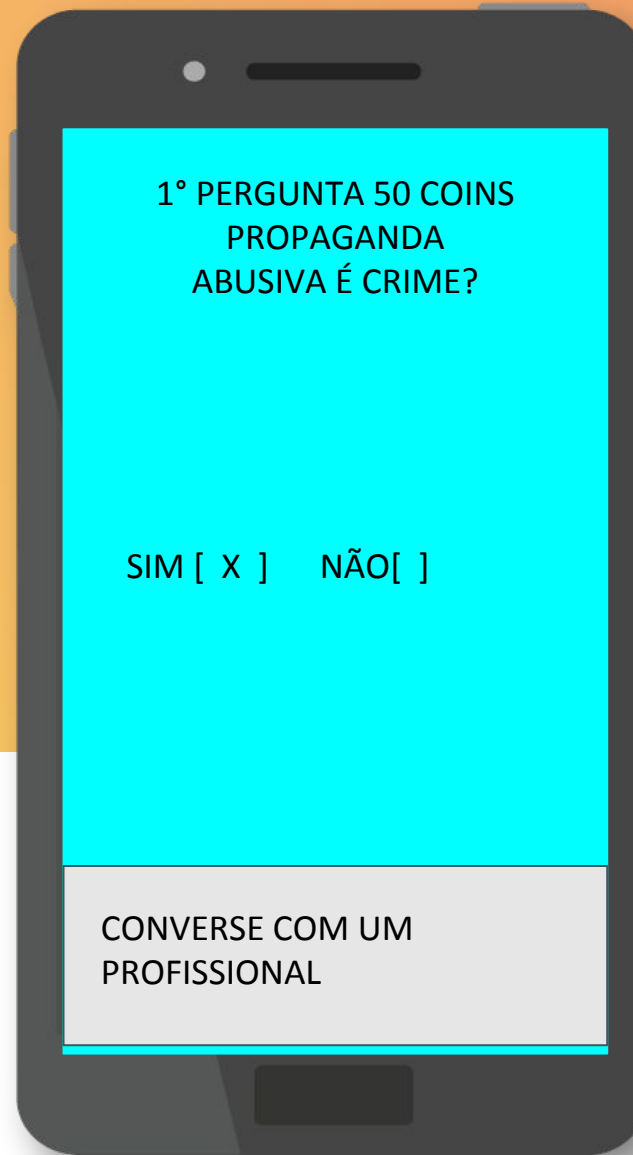 1° PERGUNTA 50 COINS
PROPAGANDA
ABUSIVA É CRIME?
SIM [ X ] NÃO[ ]
CONVERSE COM UM
PROFISSIONAL